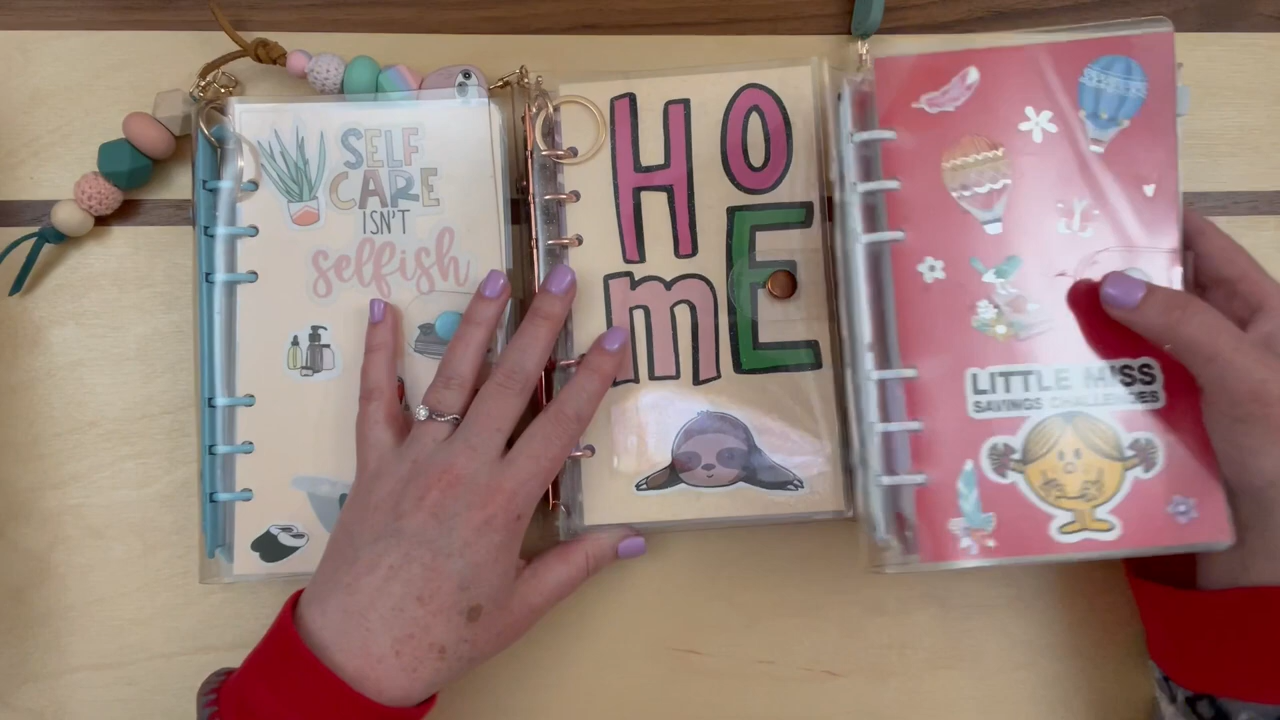 SELF
CARE
ISN'T
selfish
HO
mE
LITTLE MISS
SAVINGS CHALLENGES